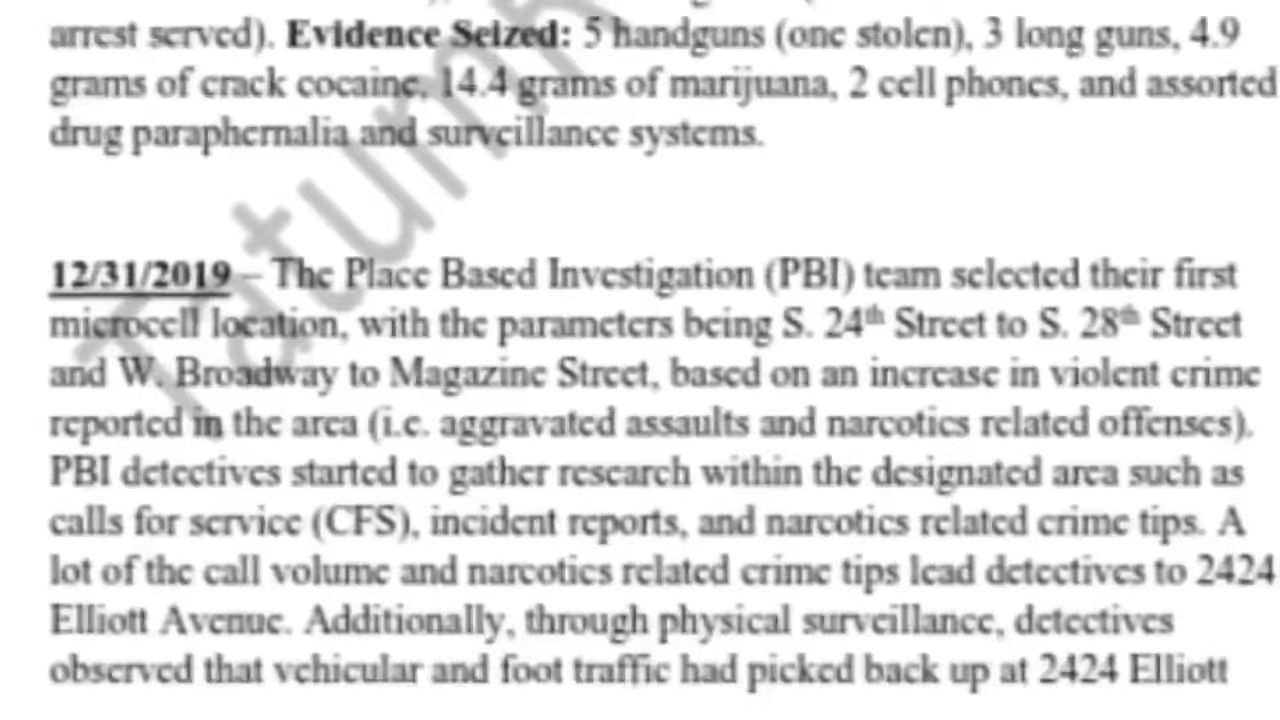 arrest served). Evidence Seized: 5 handguns (one stolen), 3 long guns, 4.9
grams of crack cocaine, 14.4 grams of marijuana, 2 cell phones, and assorted
drug paraphernalia and surveillance systems.
12/31/2019 – The Place Based Investigation (PBI) team selected their first
microcell location, with the parameters being S. 24th Street to S. 28th Street
and W. Broadway to Magazine Street, based on an increase in violent crime
reported in the area (i.e. aggravated assaults and narcotics related offenses).
PBI detectives started to gather research within the designated area such as
calls for service (CFS), incident reports, and narcotics related crime tips. A
lot of the call volume and narcotics related crime tips lead detectives to 2424
Elliott Avenue. Additionally, through physical surveillance, detectives
observed that vehicular and foot traffic had picked back up at 2424 Elliott